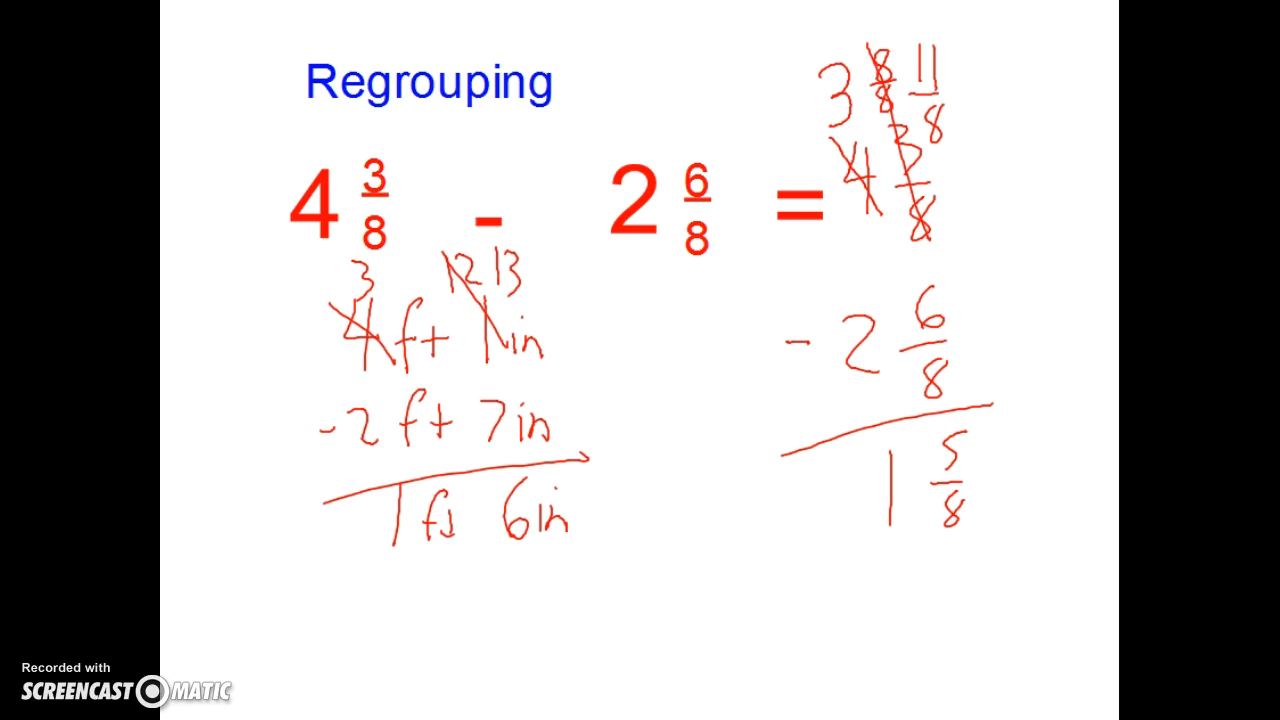 Regrouping
4 3/8 - 2 6/8 =
3 12 13
4 ft 1 in
- 2 ft 7 in
1 ft 6 in
3 8/8 11/8
4 3/8
- 2 6/8
1 5/8
Recorded with
SCREENCAST O MATIC